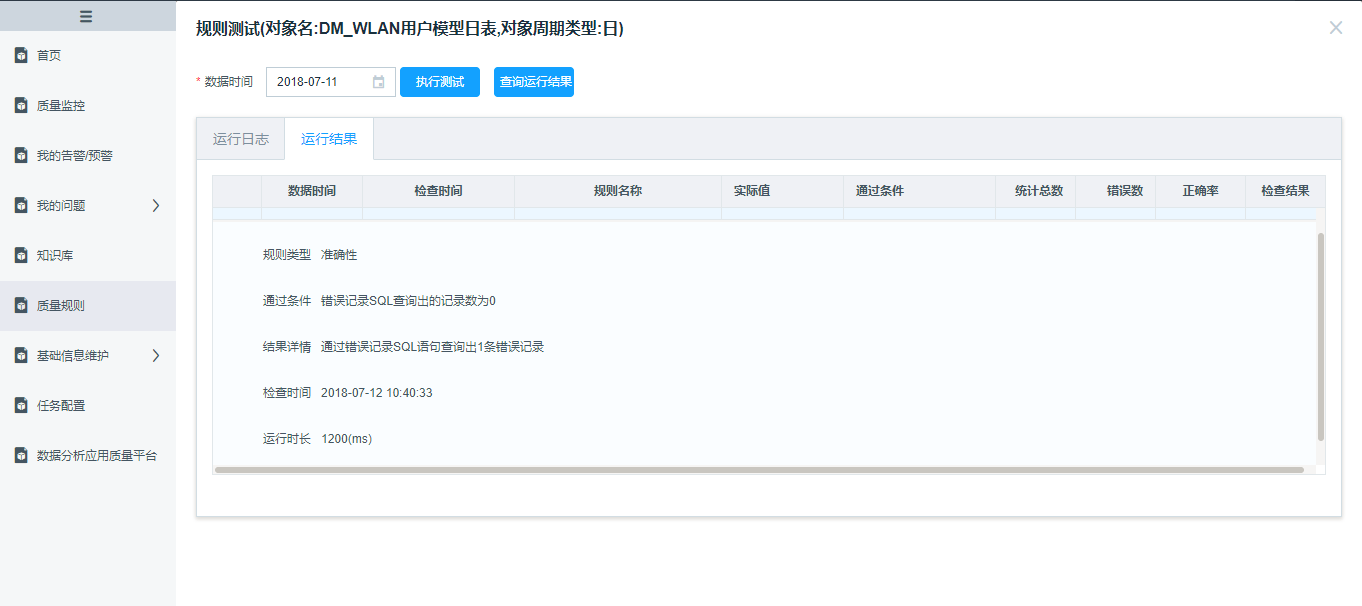 首页
质量监控
我的告警/预警
我的问题
知识库
质量规则
基础信息维护
任务配置
数据分析应用质量平台
规则测试(对象名:DM_WLAN用户模型日表,对象周期类型:日)
* 数据时间 2018-07-11 执行测试 查询运行结果
运行日志 运行结果
数据时间 检查时间 规则名称 实际值 通过条件 统计总数 错误数 正确率 检查结果
规则类型 准确性
通过条件 错误记录SQL查询出的记录数为0
结果详情 通过错误记录SQL语句查询出1条错误记录
检查时间 2018-07-12 10:40:33
运行时长 1200(ms)